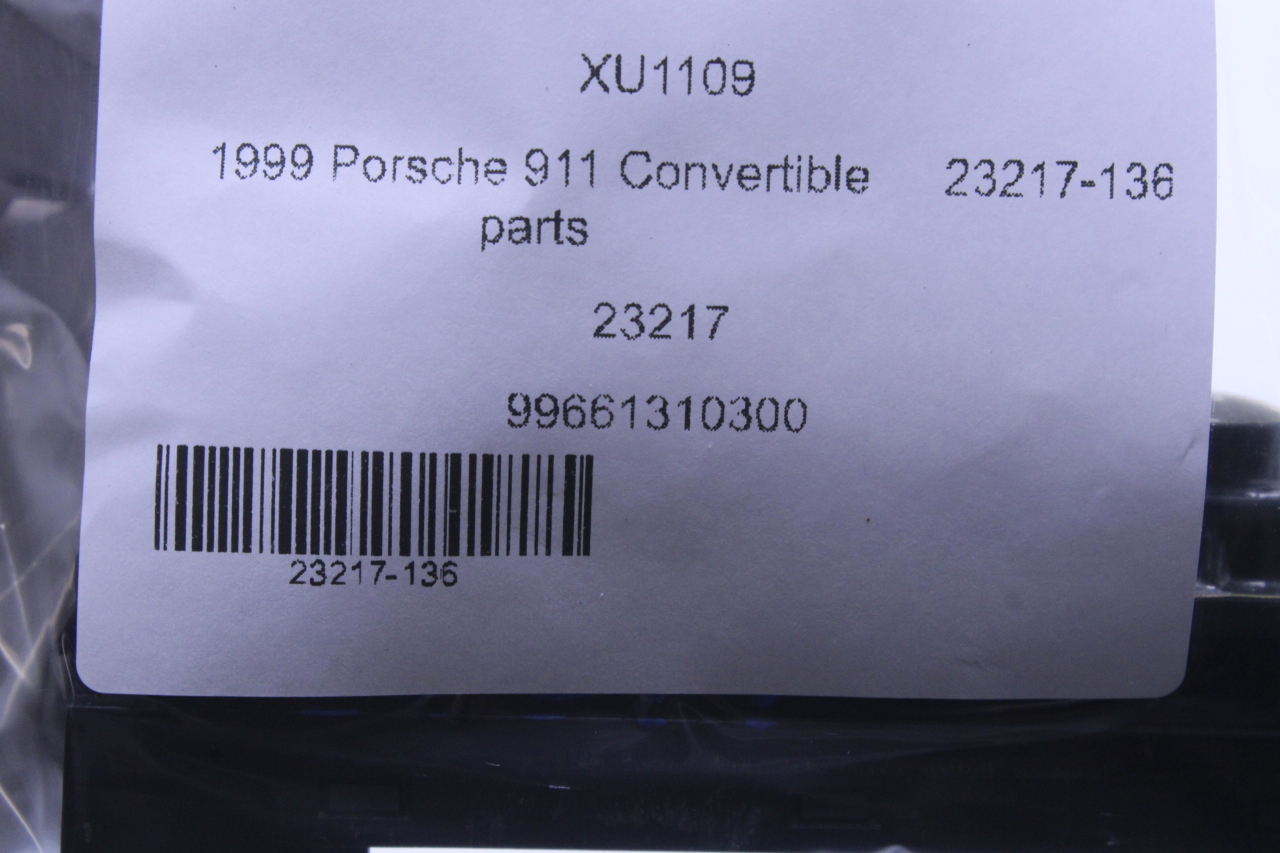 XU1109
1999 Porsche 911 Convertible 23217-136
parts
23217
99661310300
23217-136